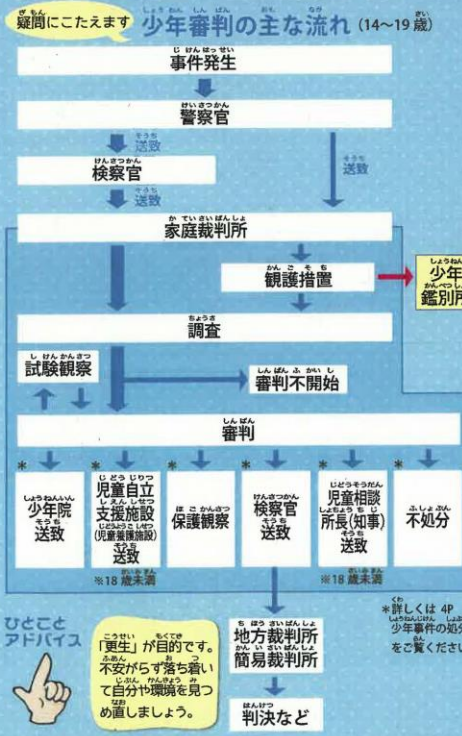 疑問にこたえます
少年審判の主な流れ (14〜19歳)
事件発生
警察官
送致
送致
検察官
送致
家庭裁判所
観護措置
少年
鑑別所
調査
試験観察
審判不開始
審判
* * * * * *
少年院
送致
児童自立
支援施設
(児童養護施設)
送致
※18歳未満
保護観察
検察官
送致
児童相談
所長(知事)
送致
※18歳未満
不処分
*詳しくは 4P
少年事件の処分
をご覧ください
ひとこと
アドバイス
「更生」が目的です。
不安がらず落ち着い
て自分や環境を見つ
め直しましょう。
地方裁判所
簡易裁判所
判決など